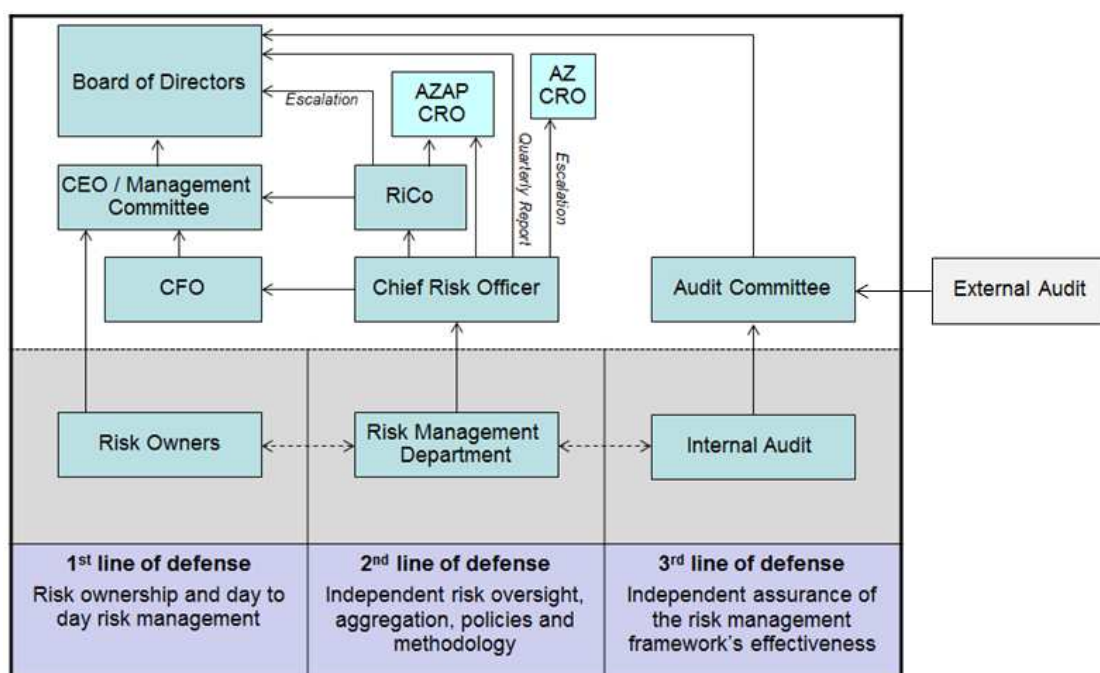 Board of Directors
Escalation
AZAP
CRO
AZ
CRO
Quarterly Report
Escalation
CEO / Management
Committee
RiCo
CFO
Chief Risk Officer
Audit Committee
External Audit
Risk Owners
Risk Management
Department
Internal Audit
1st line of defense
Risk ownership and day to
day risk management
2nd line of defense
Independent risk oversight,
aggregation, policies and
methodology
3rd line of defense
Independent assurance of
the risk management
framework's effectiveness